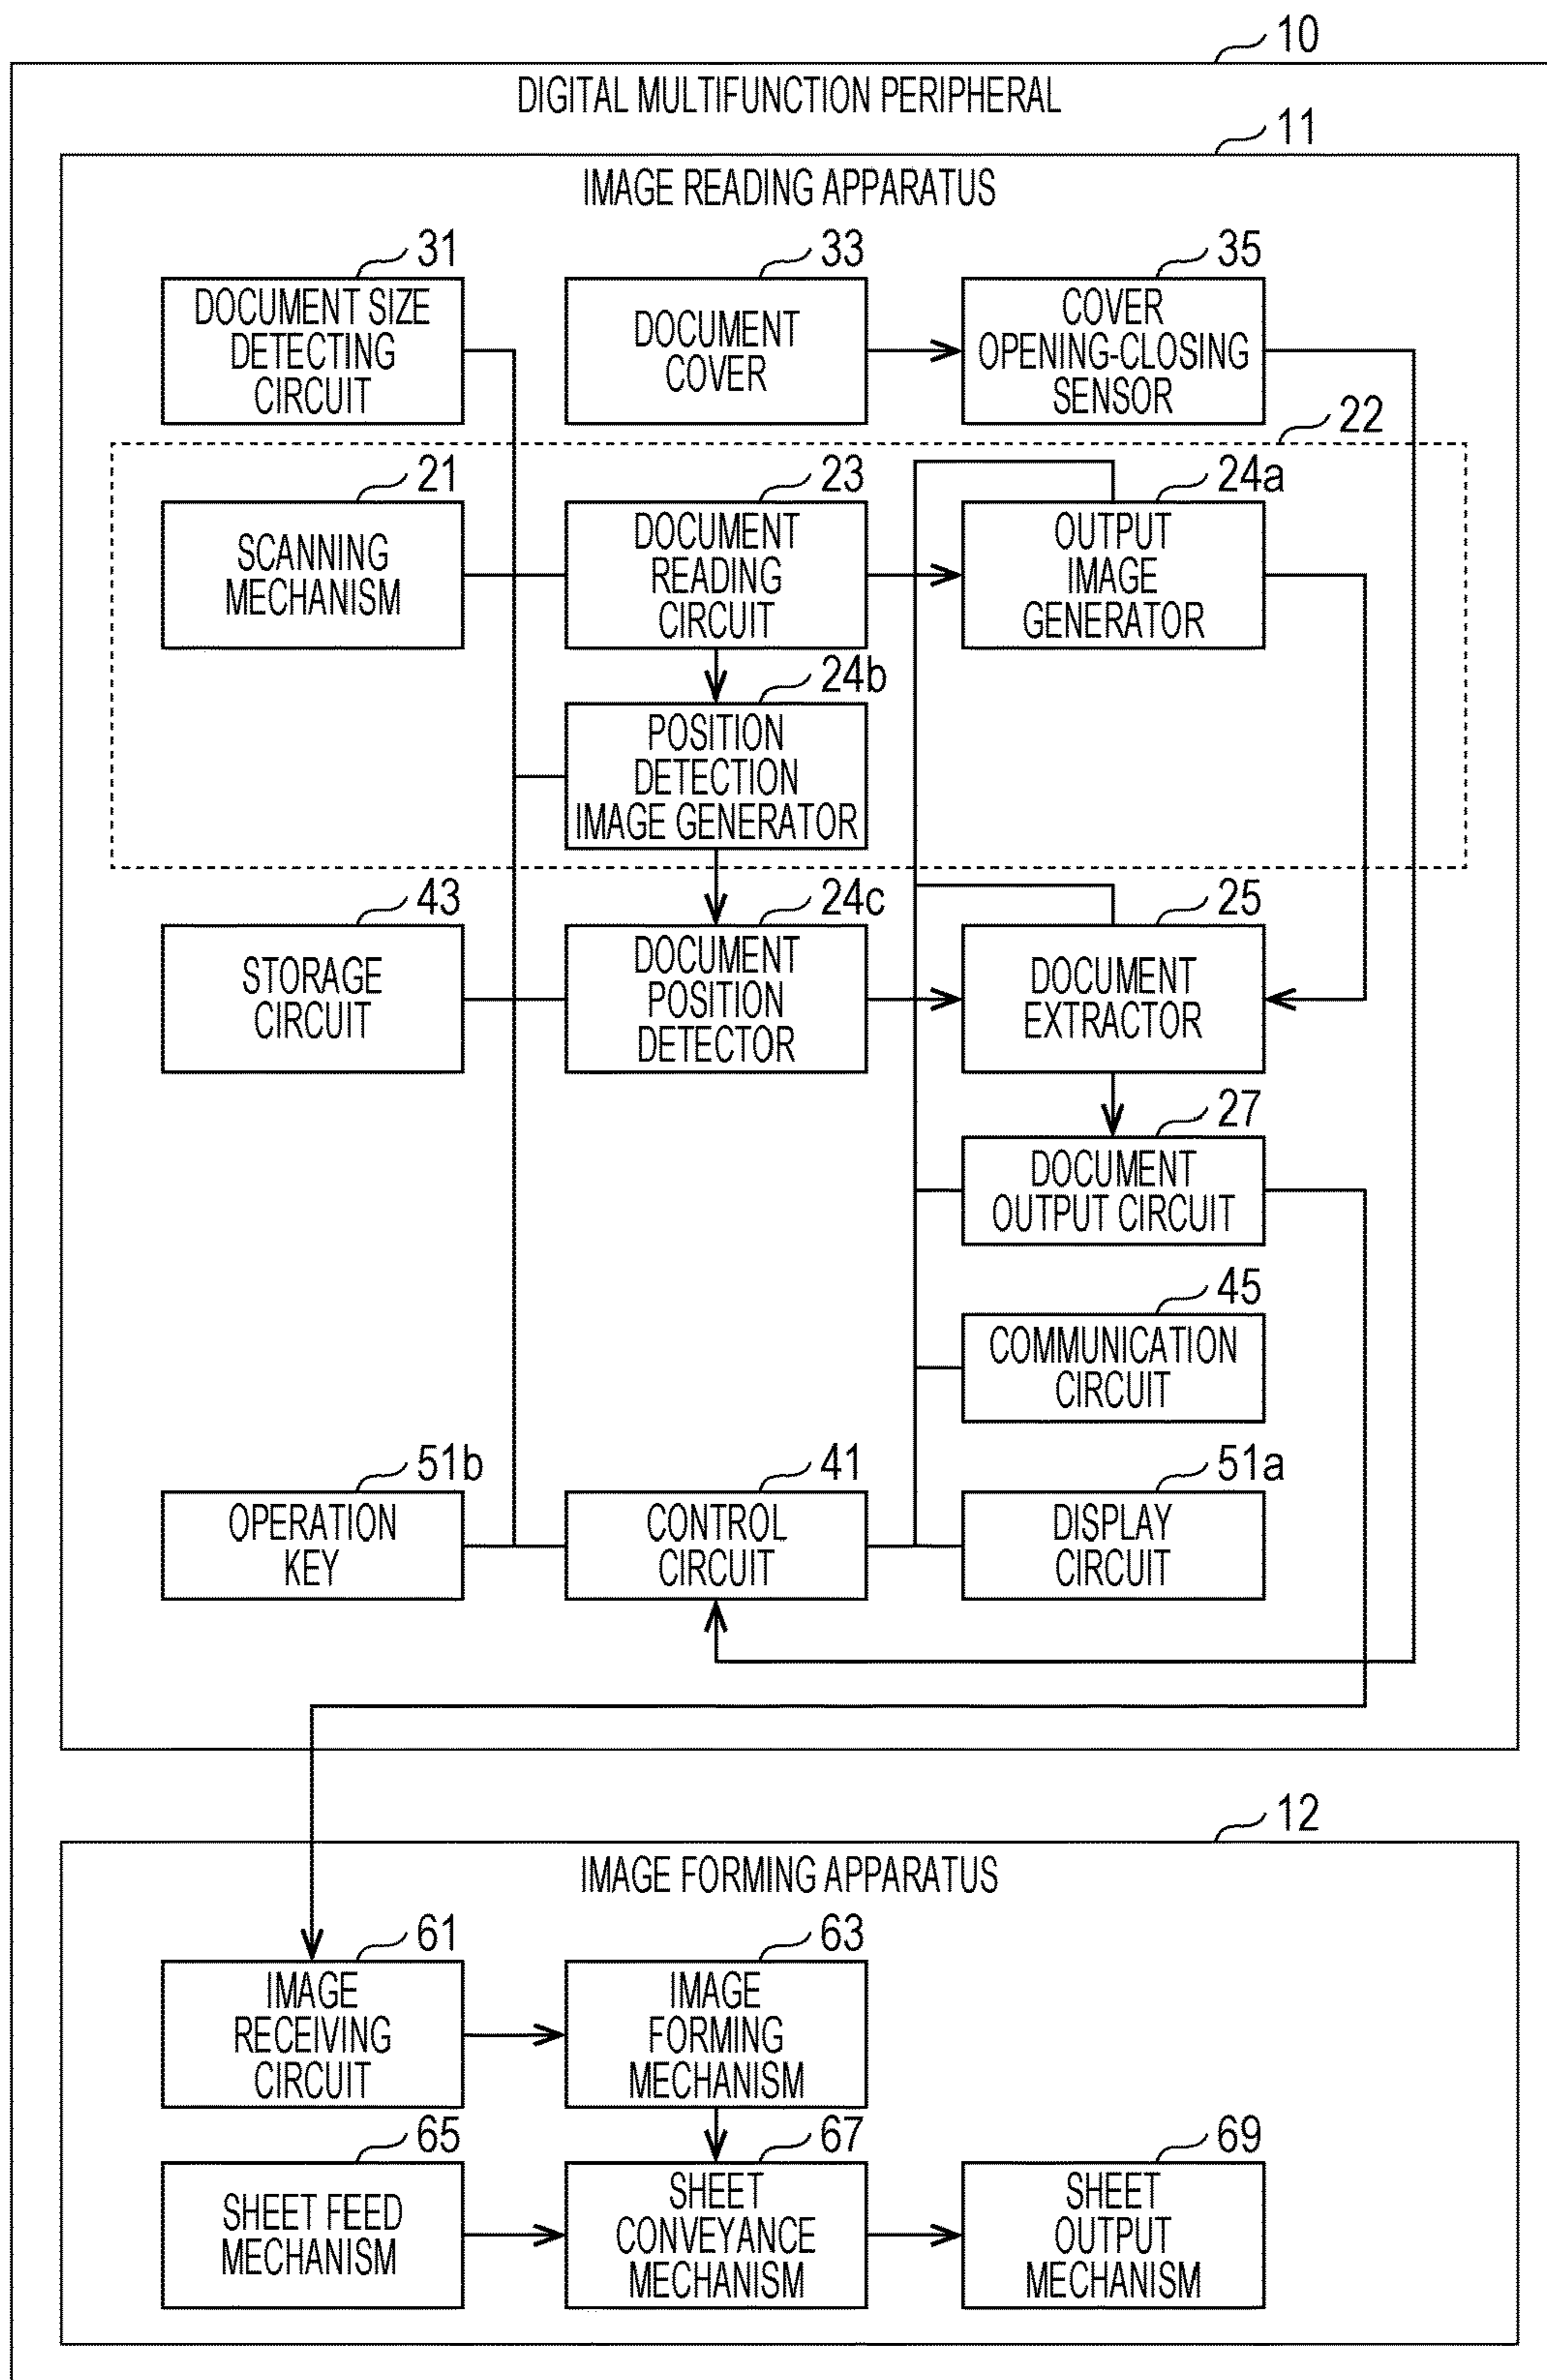 10
DIGITAL MULTIFUNCTION PERIPHERAL
11
IMAGE READING APPARATUS
31
DOCUMENT SIZE
DETECTING
CIRCUIT
33
DOCUMENT
COVER
35
COVER
OPENING-CLOSING
SENSOR
22
21
SCANNING
MECHANISM
23
DOCUMENT
READING
CIRCUIT
24a
OUTPUT
IMAGE
GENERATOR
24b
POSITION
DETECTION
IMAGE GENERATOR
43
STORAGE
CIRCUIT
24c
DOCUMENT
POSITION
DETECTOR
25
DOCUMENT
EXTRACTOR
27
DOCUMENT
OUTPUT CIRCUIT
45
COMMUNICATION
CIRCUIT
51b
OPERATION
KEY
41
CONTROL
CIRCUIT
51a
DISPLAY
CIRCUIT
12
IMAGE FORMING APPARATUS
61
IMAGE
RECEIVING
CIRCUIT
63
IMAGE
FORMING
MECHANISM
65
SHEET FEED
MECHANISM
67
SHEET
CONVEYANCE
MECHANISM
69
SHEET
OUTPUT
MECHANISM